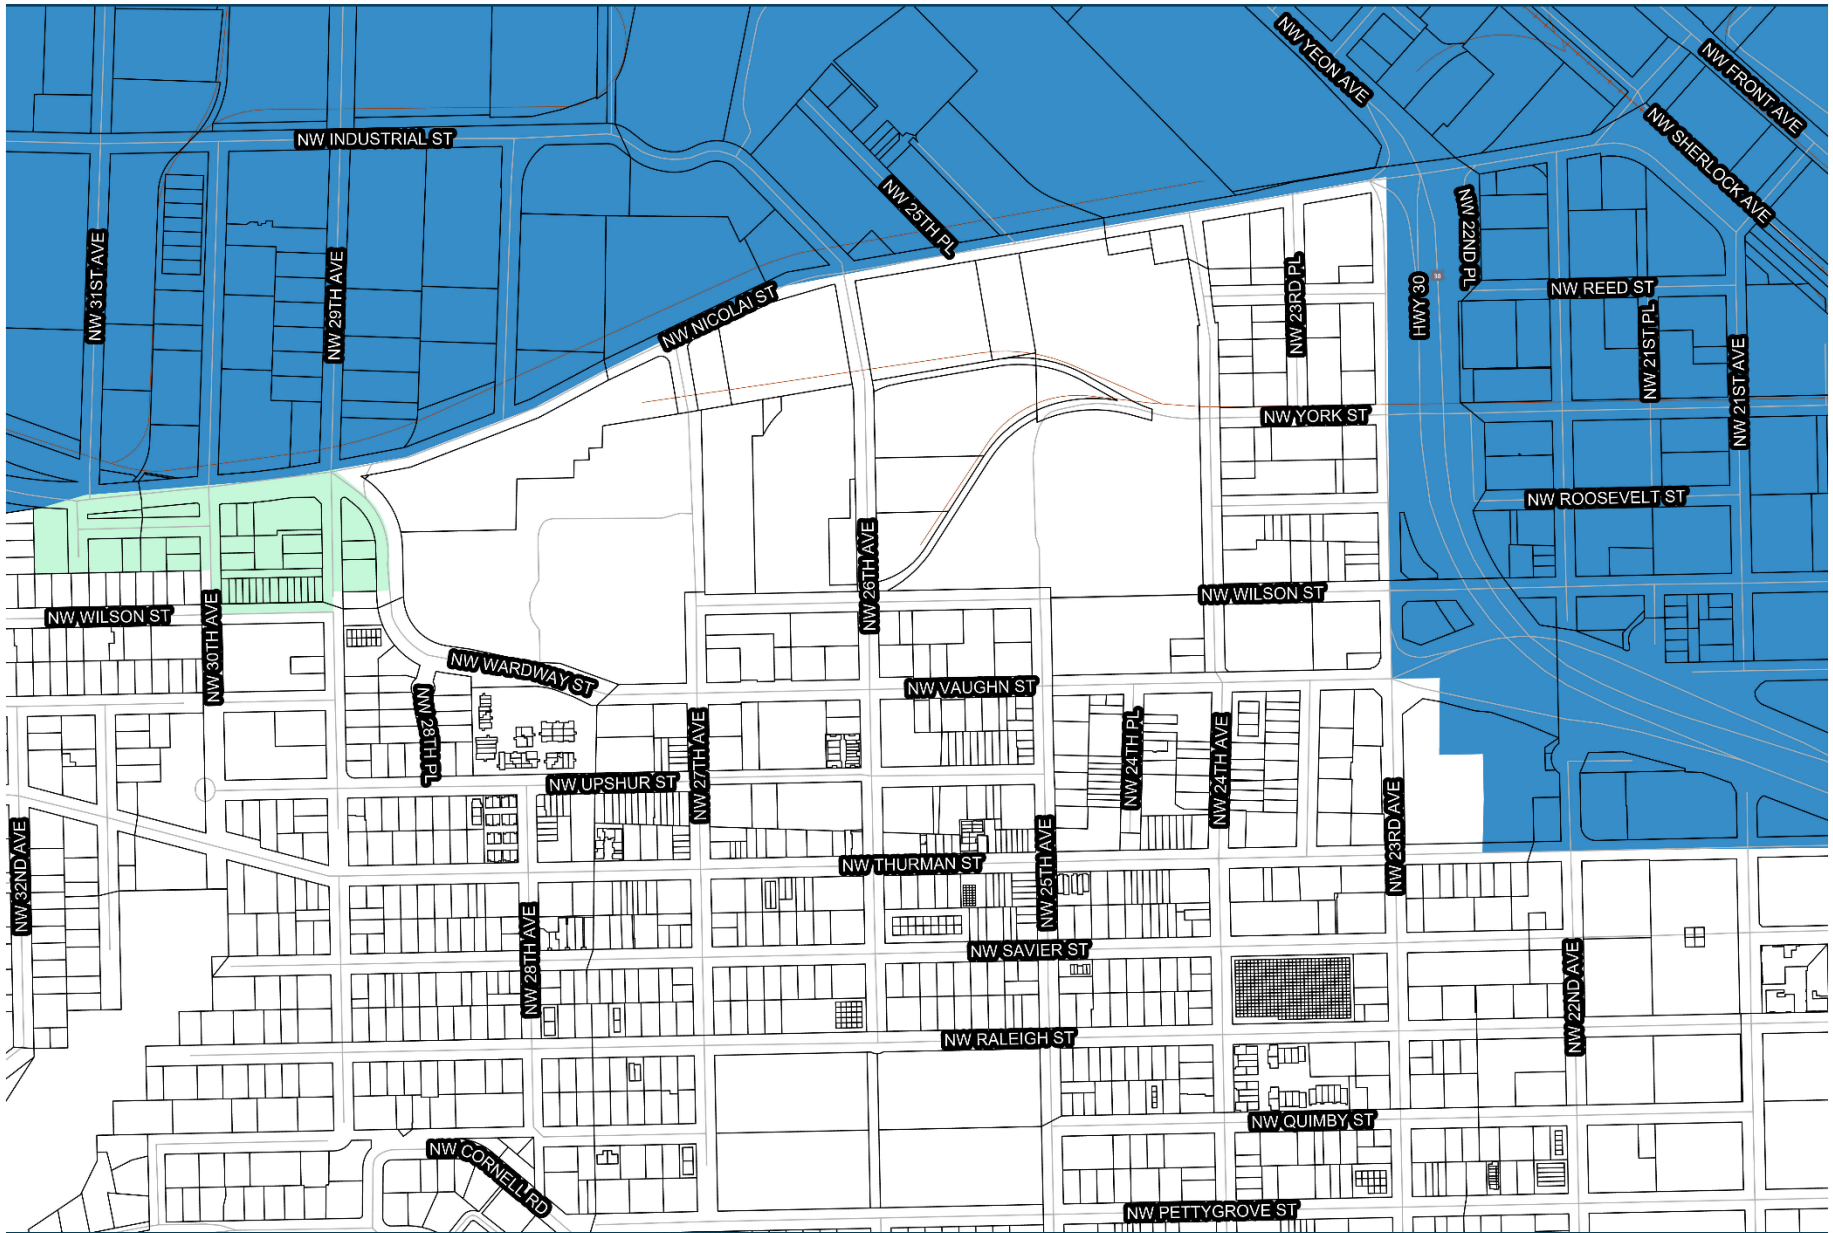 NW YEON AVE
NW FRONT AVE
NW INDUSTRIAL ST
NW SHERLOCK AVE
NW 25TH PL
NW 22ND PL
NW 31ST AVE
NW 29TH AVE
30
NW REED ST
NW 23RD PL
HWY 30
NW NICOLAI ST
NW 21ST PL
NW 21ST AVE
NW YORK ST
NW ROOSEVELT ST
NW 26TH AVE
NW WILSON ST
NW WILSON ST
NW 30TH AVE
NW WARDWAY ST
NW VAUGHN ST
NW 28TH PL
NW 27TH AVE
NW 24TH PL
NW 24TH AVE
NW UPSHUR ST
NW 23RD AVE
NW 32ND AVE
NW THURMAN ST
NW 25TH AVE
NW 28TH AVE
NW SAVIER ST
NW 22ND AVE
NW RALEIGH ST
NW QUIMBY ST
NW CORNELL RD
NW PETTYGROVE ST